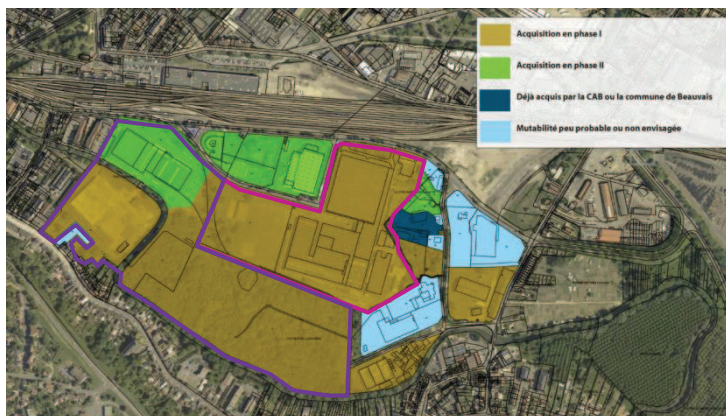 Acquisition en phase I
Acquisition en phase II
Déjà acquis par la CAB ou la commune de Beauvais
Mutabilité peu probable ou non envisagée